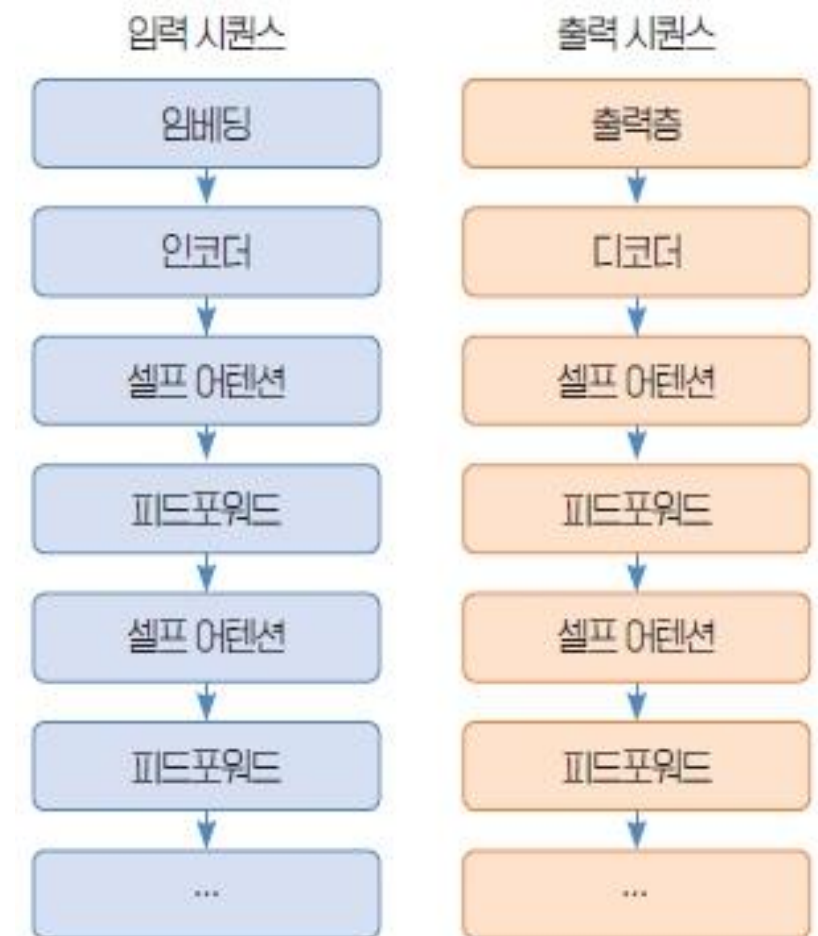 입력 시퀀스
임베딩
인코더
셀프 어텐션
피드포워드
셀프 어텐션
피드포워드
...
출력 시퀀스
출력층
디코더
셀프 어텐션
피드포워드
셀프 어텐션
피드포워드
...